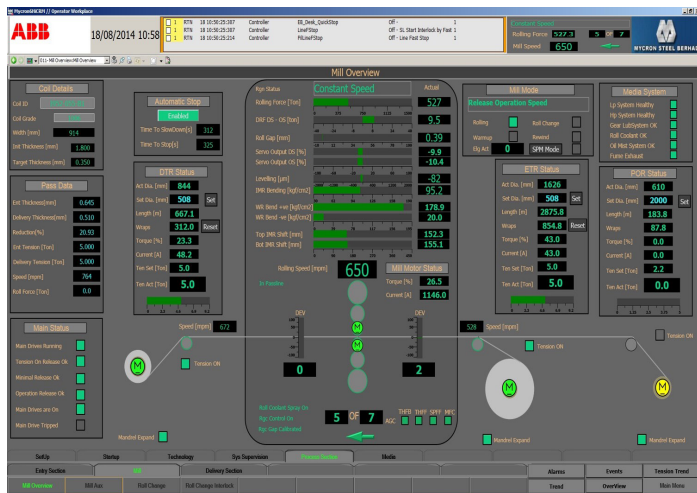 MycronSHCRM // Operator Workplace
ABB
18/08/2014 10:58
1 RTN 18 10:50:25:307 Controller EB_Desk_QuickStop Off - 1
1 RTN 18 10:50:25:307 Controller LineFStop Off - SL Start Interlock by Fast 1
1 RTN 18 10:50:25:214 Controller Off - Line Fast Stop 1
Constant Speed
Rolling Force 527.3 5 OF 7
Mill Speed 650
MYCRON STEEL BERHAD
Mill Overview
Coil Details
Coil ID
Coil Grade
Width [mm] 914
Init Thickness [mm] 1.800
Target Thickness [mm] 0.350
Pass Data
Ent Thickness[mm] 0.645
Delivery Thickness[mm] 0.510
Reduction[%] 20.93
Ent Tension [Ton] 5.000
Delivery Tension [Ton] 5.000
Speed [mpm] 764
Roll Force [Ton] 0.0
Main Status
Main Drives Running
Tension On Release Ok
Minimal Release Ok
Operation Release Ok
Main Drives are On
Main Drive Tripped
Automatic Stop
Enabled
Time To SlowDown[s] 312
Time To Stop[s] 325
DTR Status
Act Dia. [mm] 844
Set Dia. [mm] 508 Set
Length [m] 667.1
Wraps 312.0 Reset
Torque [%] 23.3
Current [A] 48.2
Ten Set [Ton] 5.0
Ten Act [Ton] 5.0
Rgn Status Constant Speed Actual
Rolling Force [Ton] 527
DRF DS - OS [ton] 9.5
Roll Gap [mm] 0.39
Servo Output OS [%] -9.9
Servo Output OS [%] -10.4
Levelling [µm] -82
IMR Bending [kgf/cm2] 95.2
WR Bend +ve [kgf/cm2] 178.9
WR Bend -ve [kgf/cm2] 20.0
Top IMR Shift [mm] 152.3
Bot IMR Shift [mm] 155.1
Rolling Speed [mpm] 650
Mill Motor Status
Torque [%] 26.5
Current [A] 1146.0
In Passline
DEV
0
DEV
2
Roll Coolant Spray On
Rgc Control On
Rgc Gap Calibrated
5 OF 7
AGC THFB THFF SPFF MFC
Mill Mode
Release Operation Speed
Rolling Roll Change
Warmup Rewind
Elg Act 0 SPM Mode
ETR Status
Act Dia. [mm] 1626
Set Dia. [mm] 508 Set
Length [m] 2875.8
Wraps 854.8 Reset
Torque [%] 43.0
Current [A] 43.0
Ten Set [Ton] 5.0
Ten Act [Ton] 5.0
Media System
Lp System Healthy
Hp System Healthy
Gear LubSystem OK
Roll Coolant OK
Oil Mist System OK
Fume Exhaust
POR Status
Act Dia. [mm] 610
Set Dia. [mm] 2000 Set
Length [m] 183.8
Wraps 87.8
Torque [%] 0.0
Current [A] 0.0
Ten Set [Ton] 2.2
Ten Act [Ton] 0.0
Speed [mpm] 672
Tension ON
M
Mandrel Expand
M
M
528 Speed [mpm]
Tension ON
M
Mandrel Expand
Tension ON
M
Mandrel Expand
SetUp Startup Technology Sys Supervision Process Section Media
Entry Section Mill Delivery Section Alarms Events Tension Trend
Mill Overview Mill Aux Roll Change Roll Change Interlock Trend OverView Main Menu